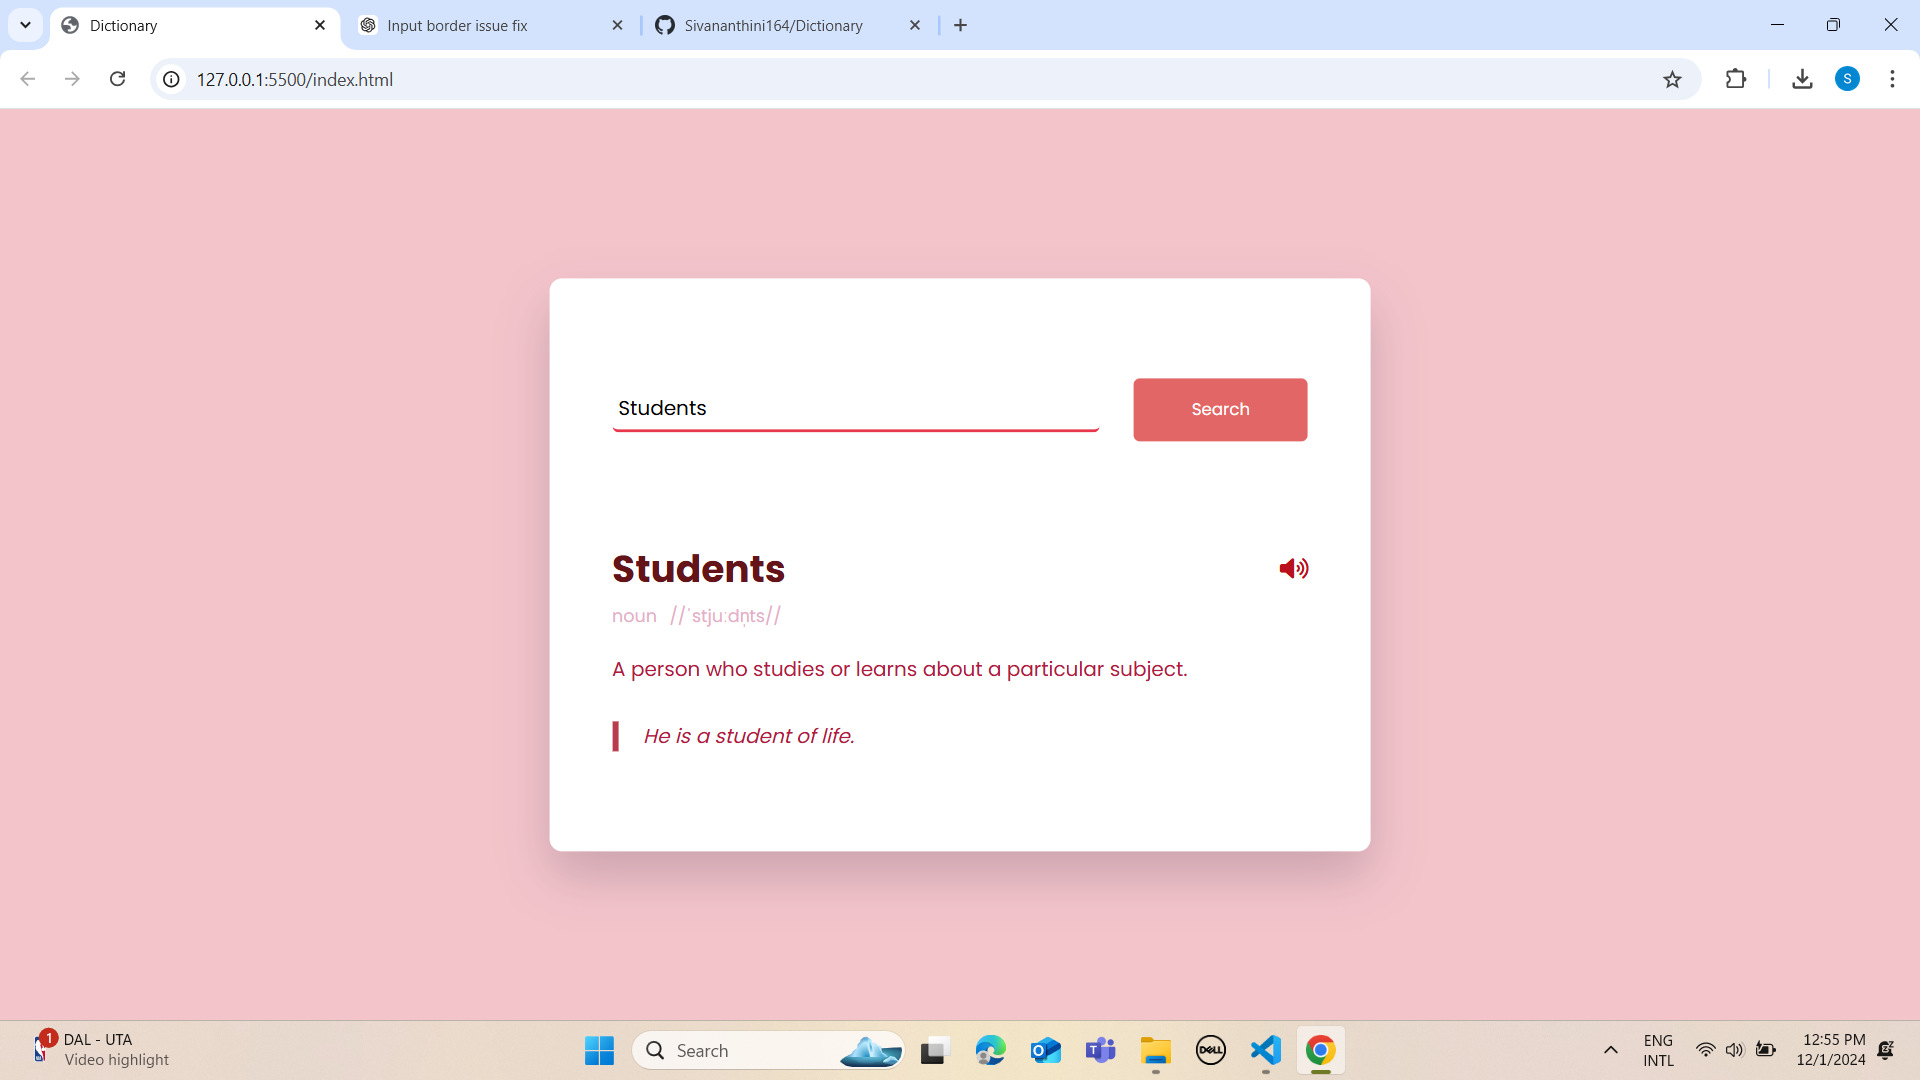 Dictionary
Input border issue fix
Sivananthini164/Dictionary
127.0.0.1:5500/index.html
S
Students
Search
Students
noun //ˈstjuːdn̩ts//
A person who studies or learns about a particular subject.
He is a student of life.
1
DAL - UTA
Video highlight
Search
DELL
ENG
INTL
12:55 PM
12/1/2024